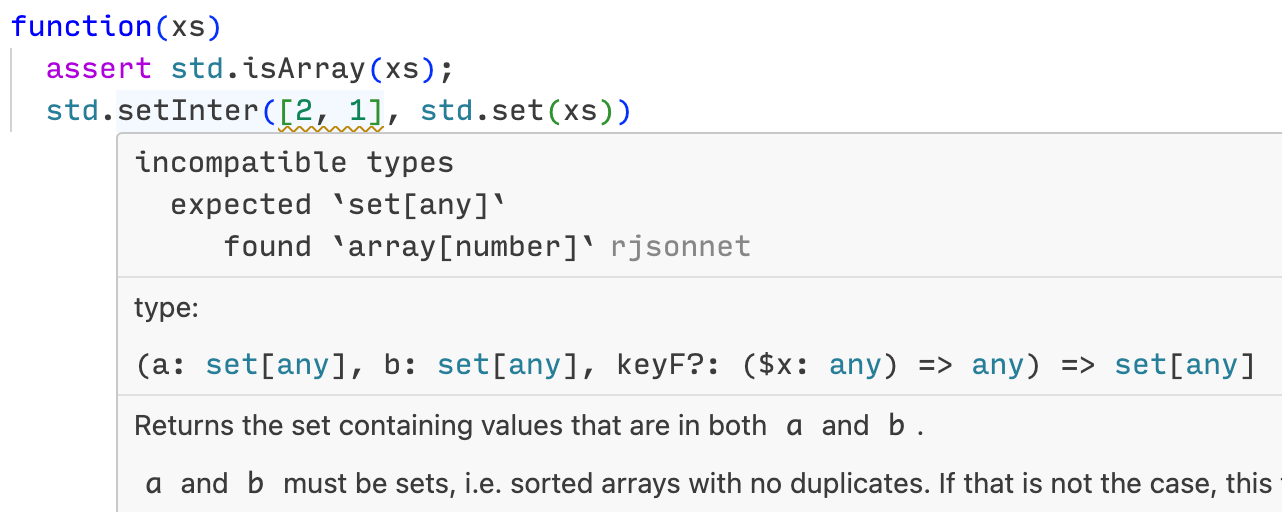 function(xs)
assert std.isArray(xs);
std.setInter([2, 1], std.set(xs))
incompatible types
expected `set[any]`
found `array[number]` rjsonnet
type:
(a: set[any], b: set[any], keyF?: ($x: any) => any) => set[any]
Returns the set containing values that are in both a and b .
a and b must be sets, i.e. sorted arrays with no duplicates. If that is not the case, this